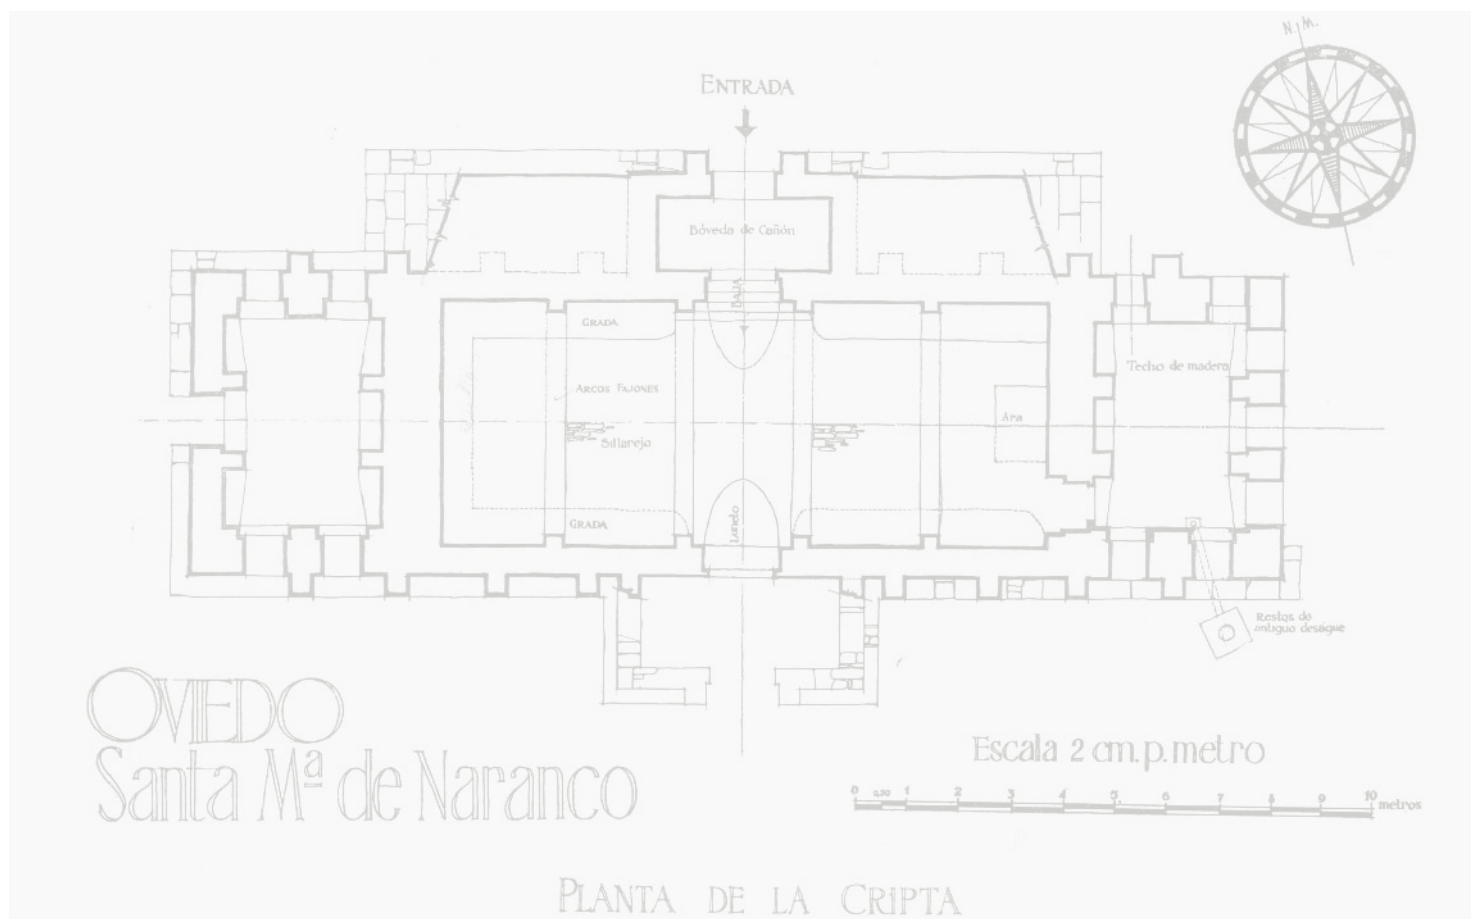 N. M.
ENTRADA
Bóveda de Cañón
BAJA
GRADA
Techo de madera
ARCOS FAJONES
Ara
Sillarejo
GRADA
Luneto
Restos de
antiguo desagüe
OVIEDO
Santa Mª de Naranco
Escala 2 cm. p. metro
0 0,50 1 2 3 4 5 6 7 8 9 10 metros
PLANTA DE LA CRIPTA